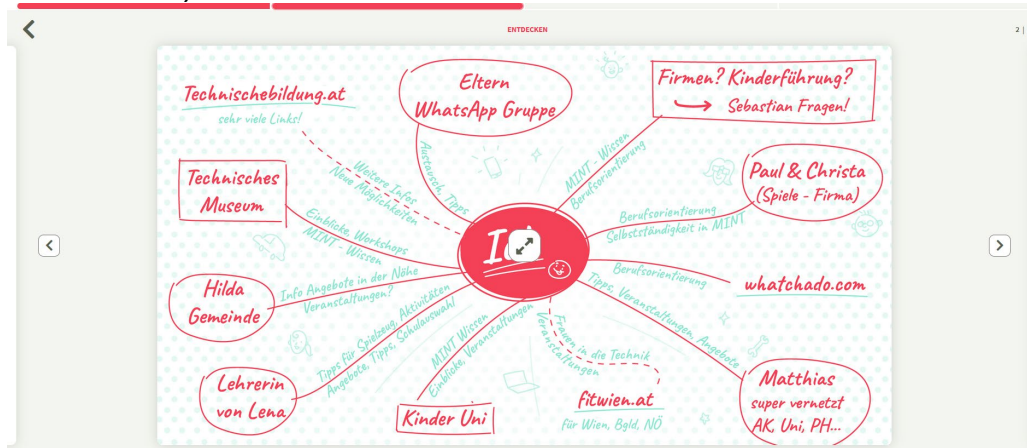 ENTDECKEN
2 |
Technischebildung.at
sehr viele Links!
Eltern
WhatsApp Gruppe
Firmen? Kinderführung?
Sebastian Fragen!
Technisches
Museum
Weitere Infos
Neue Möglichkeiten
Austausch, Tipps
MINT - Wissen
Berufsorientierung
Paul & Christa
(Spiele - Firma)
Einblicke, Workshops
MINT - Wissen
Berufsorientierung
Selbstständigkeit in MINT
Hilda
Gemeinde
Info Angebote in der Nähe
Veranstaltungen?
Berufsorientierung
whatchado.com
Tipps für Spielzeug, Aktivitäten
Angebote, Tipps, Schulauswahl
MINT Wissen
Einblicke, Veranstaltungen
Frauen in die Technik
Veranstaltungen
Tipps, Veranstaltungen, Angebote
Lehrerin
von Lena
Kinder Uni
fitwien.at
für Wien, Bgld, NÖ
Matthias
super vernetzt
AK, Uni, PH...